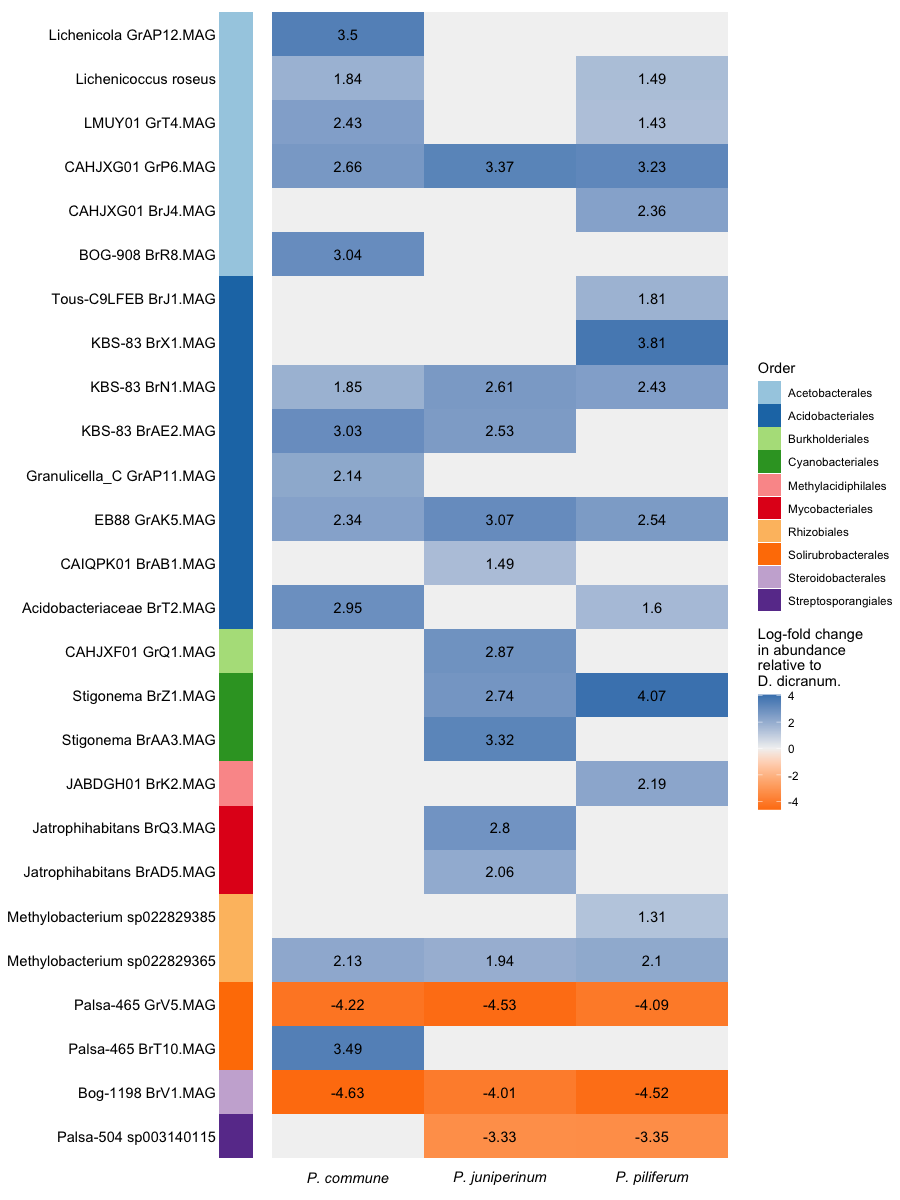 Lichenicola GrAP12.MAG 3.5
Lichenicoccus roseus 1.84 1.49
LMUY01 GrT4.MAG 2.43 1.43
CAHJXG01 GrP6.MAG 2.66 3.37 3.23
CAHJXG01 BrJ4.MAG 2.36
BOG-908 BrR8.MAG 3.04
Tous-C9LFEB BrJ1.MAG 1.81
KBS-83 BrX1.MAG 3.81
KBS-83 BrN1.MAG 1.85 2.61 2.43
KBS-83 BrAE2.MAG 3.03 2.53
Granulicella_C GrAP11.MAG 2.14
EB88 GrAK5.MAG 2.34 3.07 2.54
CAIQPK01 BrAB1.MAG 1.49
Acidobacteriaceae BrT2.MAG 2.95 1.6
CAHJXF01 GrQ1.MAG 2.87
Stigonema BrZ1.MAG 2.74 4.07
Stigonema BrAA3.MAG 3.32
JABDGH01 BrK2.MAG 2.19
Jatrophihabitans BrQ3.MAG 2.8
Jatrophihabitans BrAD5.MAG 2.06
Methylobacterium sp022829385 1.31
Methylobacterium sp022829365 2.13 1.94 2.1
Palsa-465 GrV5.MAG -4.22 -4.53 -4.09
Palsa-465 BrT10.MAG 3.49
Bog-1198 BrV1.MAG -4.63 -4.01 -4.52
Palsa-504 sp003140115 -3.33 -3.35
P. commune P. juniperinum P. piliferum
Order
Acetobacterales
Acidobacteriales
Burkholderiales
Cyanobacteriales
Methylacidiphilales
Mycobacteriales
Rhizobiales
Solirubrobacterales
Steroidobacterales
Streptosporangiales
Log-fold change
in abundance
relative to
D. dicranum.
4
2
0
-2
-4